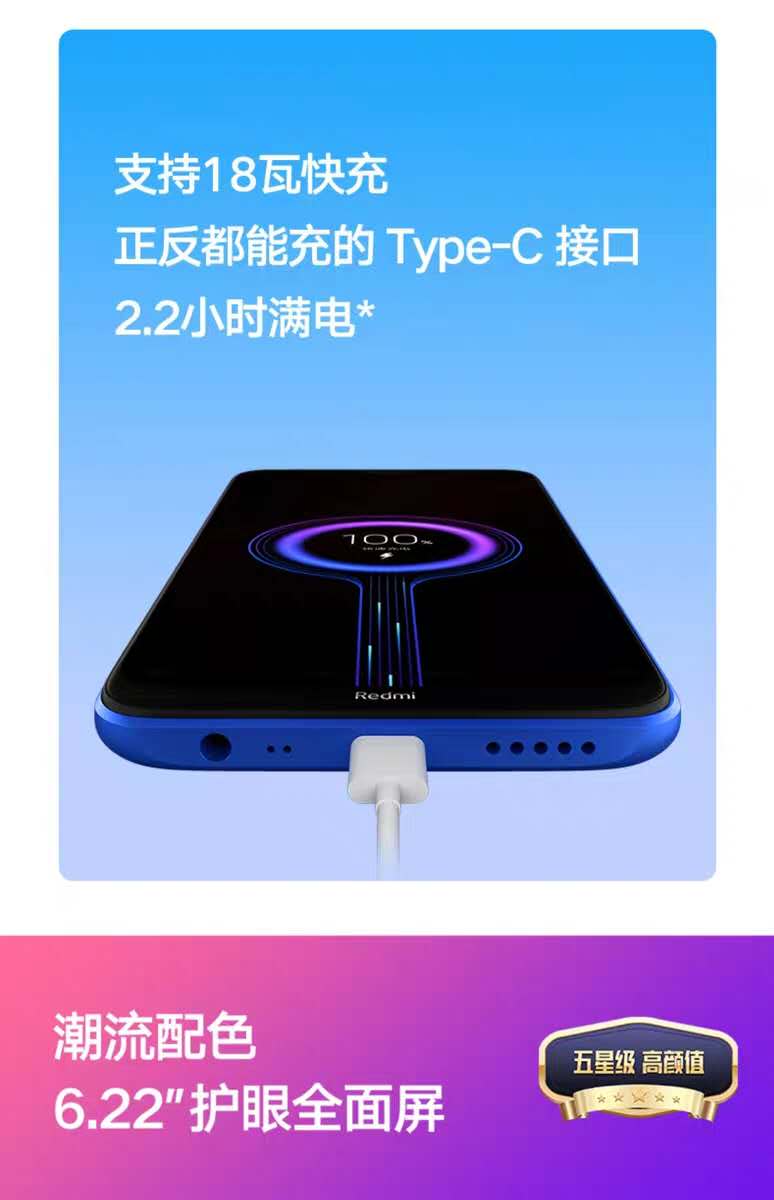 支持18瓦快充
正反都能充的 Type-C 接口
2.2小时满电*
100%
Redmi
潮流配色
6.22"护眼全面屏
五星级 高颜值